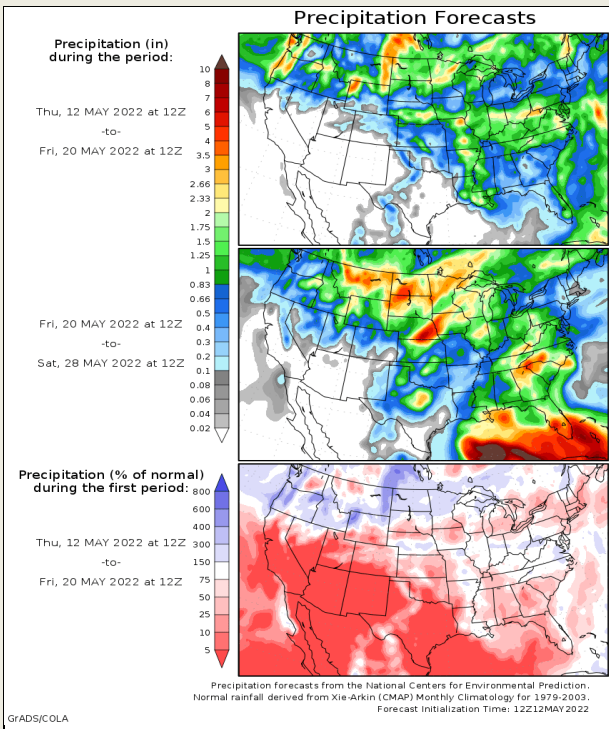 Precipitation Forecasts
Precipitation (in)
during the period:
Thu, 12 MAY 2022 at 12Z
-to-
Fri, 20 MAY 2022 at 12Z
Fri, 20 MAY 2022 at 12Z
-to-
Sat, 28 MAY 2022 at 12Z
10
8
7
6
5
4
3.5
3
2.66
2.33
2
1.75
1.5
1.25
1
0.83
0.66
0.5
0.4
0.3
0.2
0.1
0.08
0.06
0.04
0.02
Precipitation (% of normal)
during the first period:
Thu, 12 MAY 2022 at 12Z
-to-
Fri, 20 MAY 2022 at 12Z
800
600
400
300
150
75
50
25
10
5
Precipitation forecasts from the National Centers for Environmental Prediction.
Normal rainfall derived from Xie-Arkin (CMAP) Monthly Climatology for 1979-2003.
Forecast Initialization Time: 12Z12MAY2022
GrADS/COLA